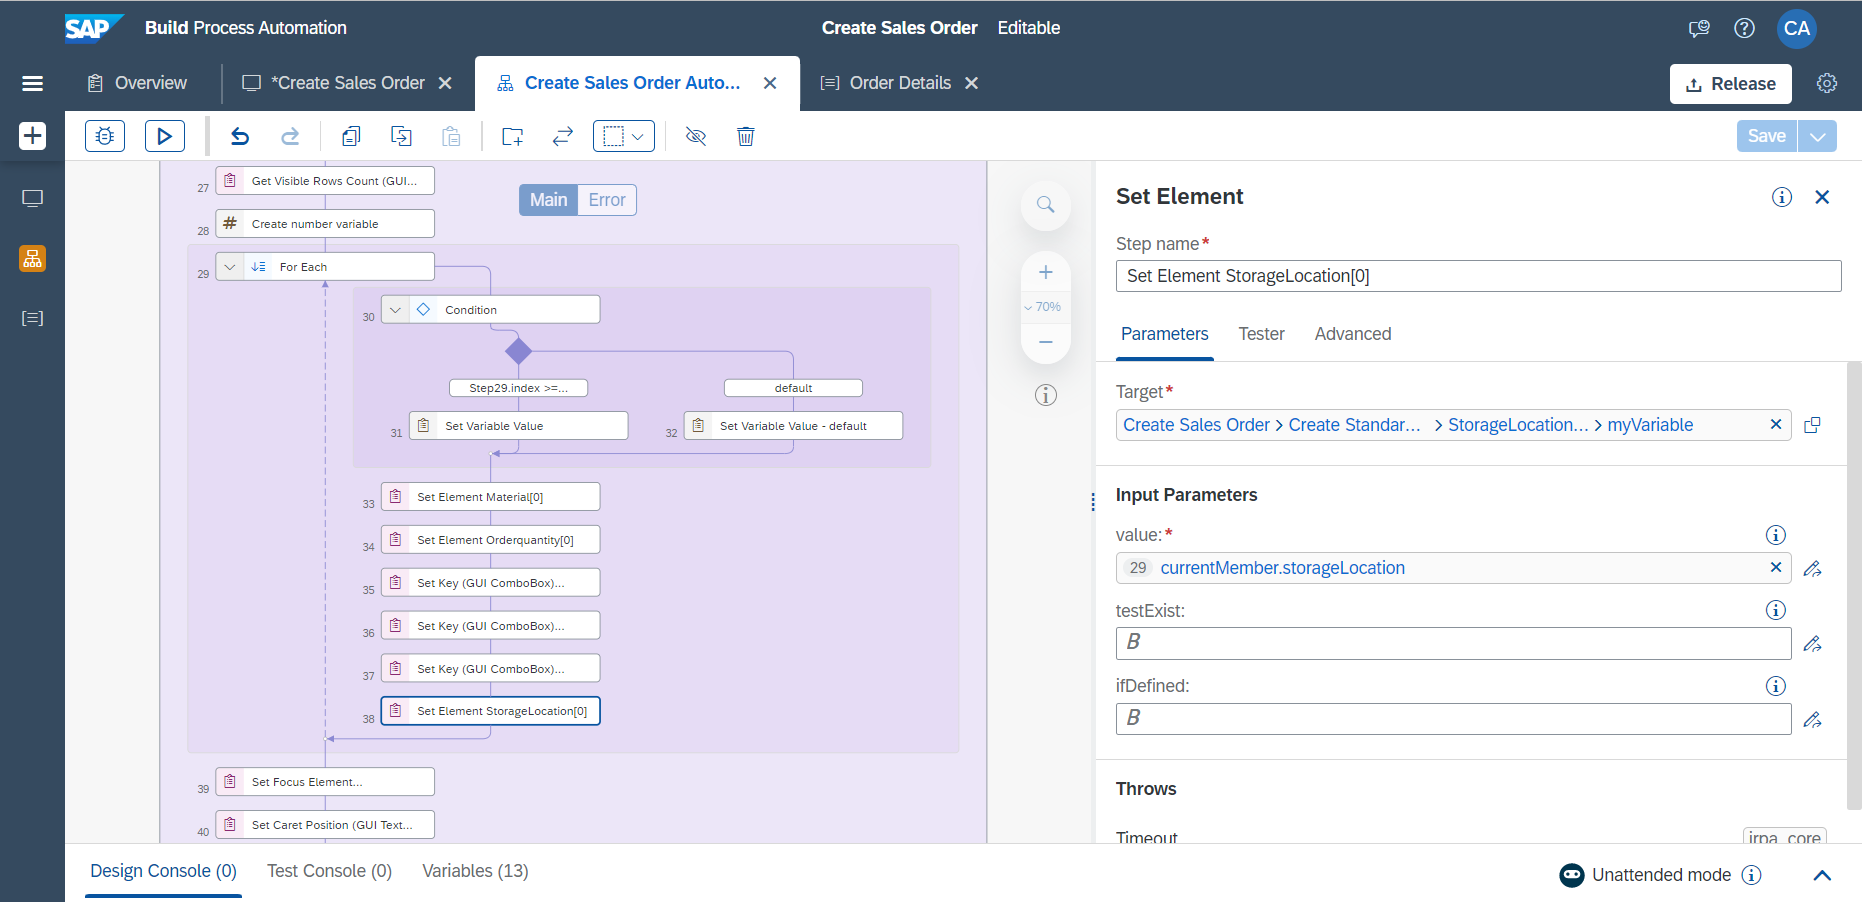 SAP Build Process Automation
Create Sales Order Editable
CA
Overview
*Create Sales Order
Create Sales Order Auto...
Order Details
Release
Save
27 Get Visible Rows Count (GUI...
Main Error
28 # Create number variable
29 For Each
30 Condition
Step29.index >=...
default
31 Set Variable Value
32 Set Variable Value - default
33 Set Element Material[0]
34 Set Element Orderquantity[0]
35 Set Key (GUI ComboBox)...
36 Set Key (GUI ComboBox)...
37 Set Key (GUI ComboBox)...
38 Set Element StorageLocation[0]
39 Set Focus Element...
40 Set Caret Position (GUI Text...
70%
Set Element
Step name*
Set Element StorageLocation[0]
Parameters Tester Advanced
Target*
Create Sales Order > Create Standar... > StorageLocation... > myVariable
Input Parameters
value:*
29 currentMember.storageLocation
testExist:
B
ifDefined:
B
Throws
Timeout irpa_core
Design Console (0) Test Console (0) Variables (13)
Unattended mode